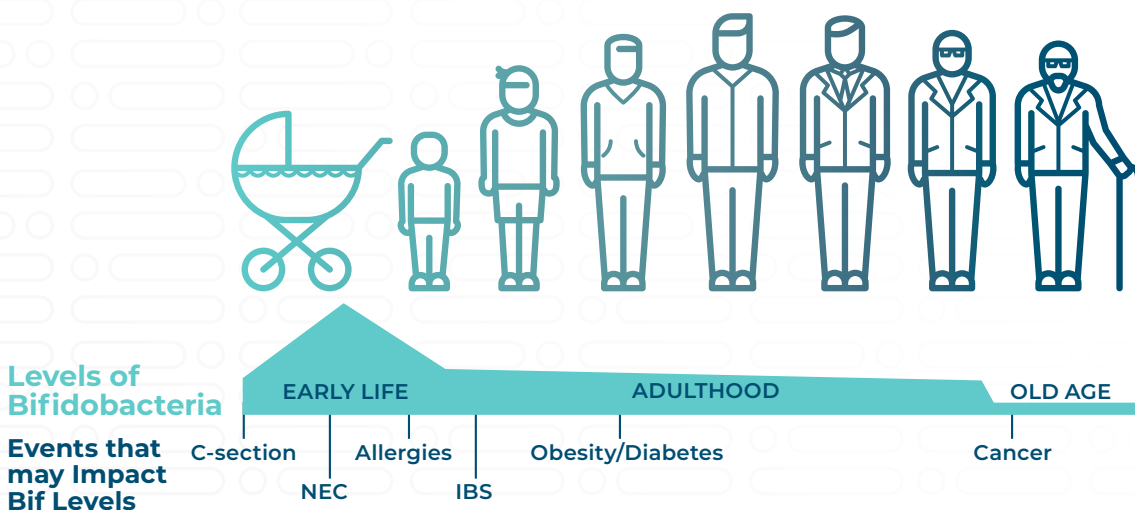 Levels of
Bifidobacteria
EARLY LIFE
ADULTHOOD
OLD AGE
Events that
may Impact
Bif Levels
C-section
NEC
Allergies
IBS
Obesity/Diabetes
Cancer